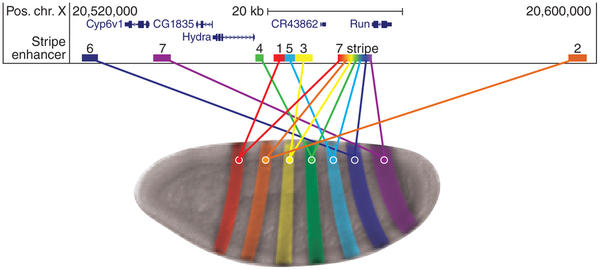 Pos. chr. X 20,520,000 20 kb 20,600,000
Cyp6v1 CG1835 CR43862 Run
Hydra
Stripe
enhancer
6 7 4 1 5 3 7 stripe 2